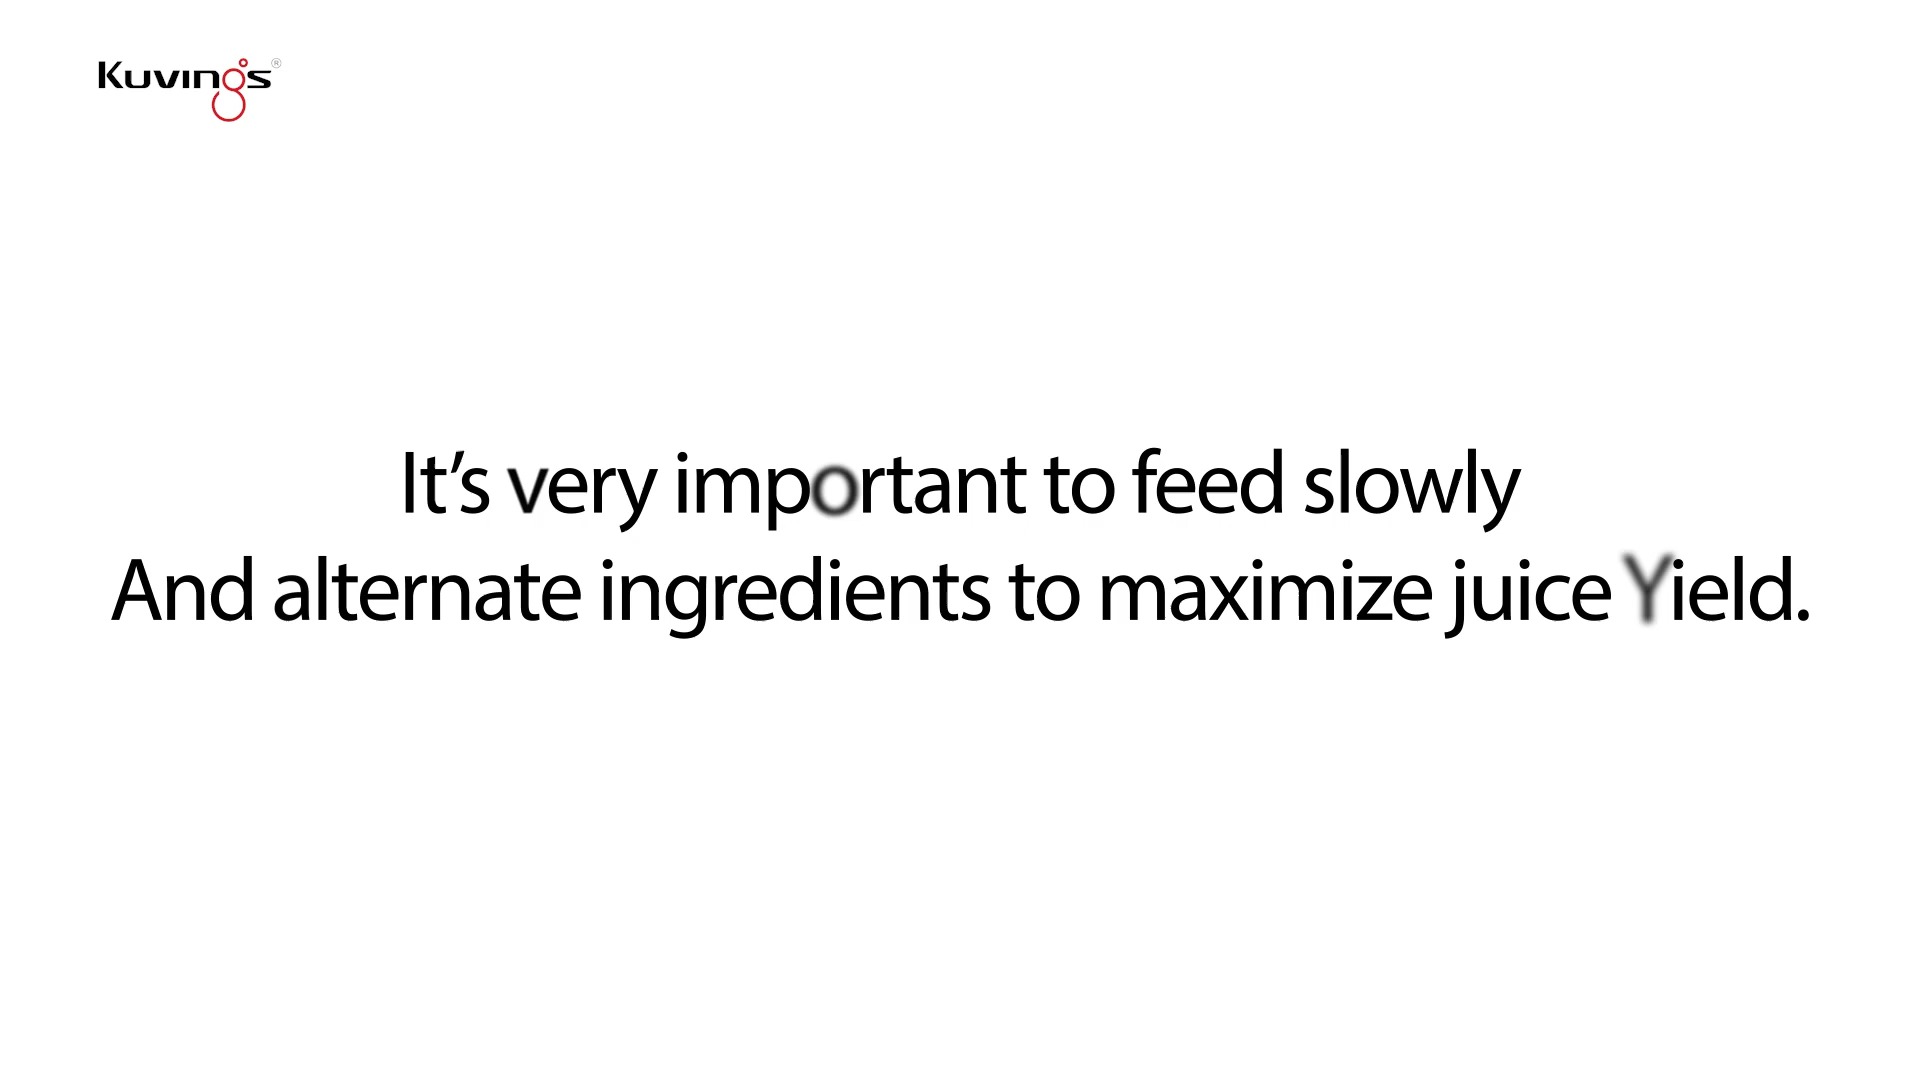 Kuvings®
It’s very important to feed slowly
And alternate ingredients to maximize juice Yield.